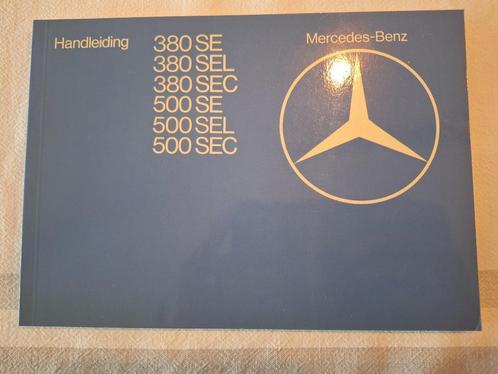 Handleiding
380 SE
380 SEL
380 SEC
500 SE
500 SEL
500 SEC
Mercedes-Benz